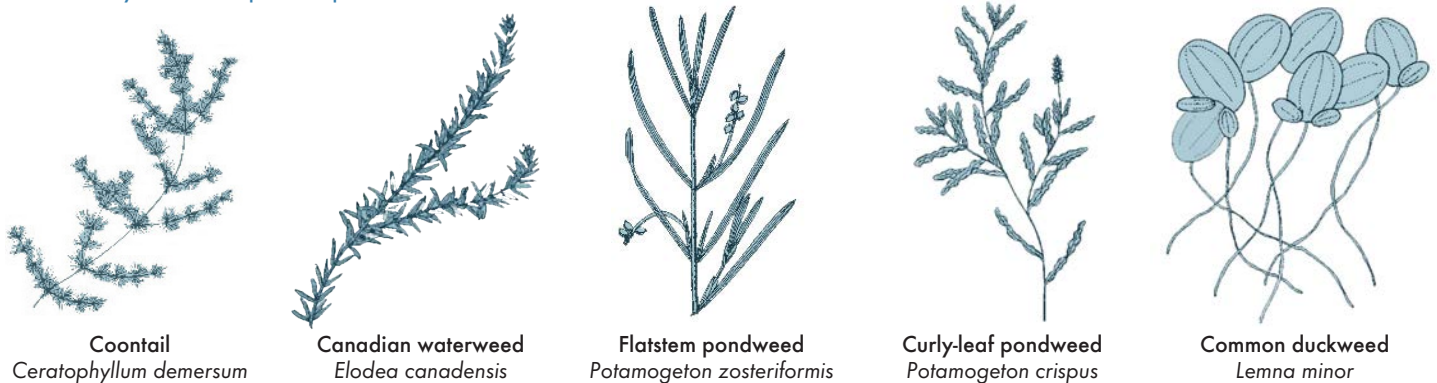 Coontail
Ceratophyllum demersum
Canadian waterweed
Elodea canadensis
Flatstem pondweed
Potamogeton zosteriformis
Curly-leaf pondweed
Potamogeton crispus
Common duckweed
Lemna minor